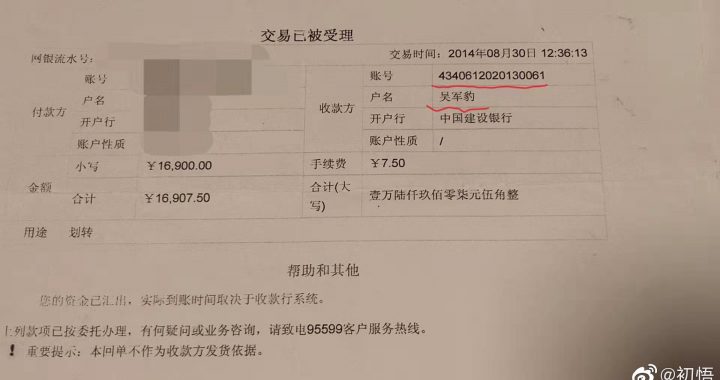 交易已被受理
网银流水号:
交易时间: 2014年08月30日 12:36:13
付款方
账号
户名
开户行
账户性质
收款方
账号 4340612020130061
户名 吴军豹
开户行 中国建设银行
账户性质 /
金额
小写 ￥16,900.00 手续费 ￥7.50
合计 ￥16,907.50 合计(大写) 壹万陆仟玖佰零柒元伍角整
用途 划转
帮助和其他
您的资金已汇出，实际到账时间取决于收款行系统。
上列款项已按委托办理，有何疑问或业务咨询，请致电95599客户服务热线。
! 重要提示：本回单不作为收款方发货依据。
@初悟